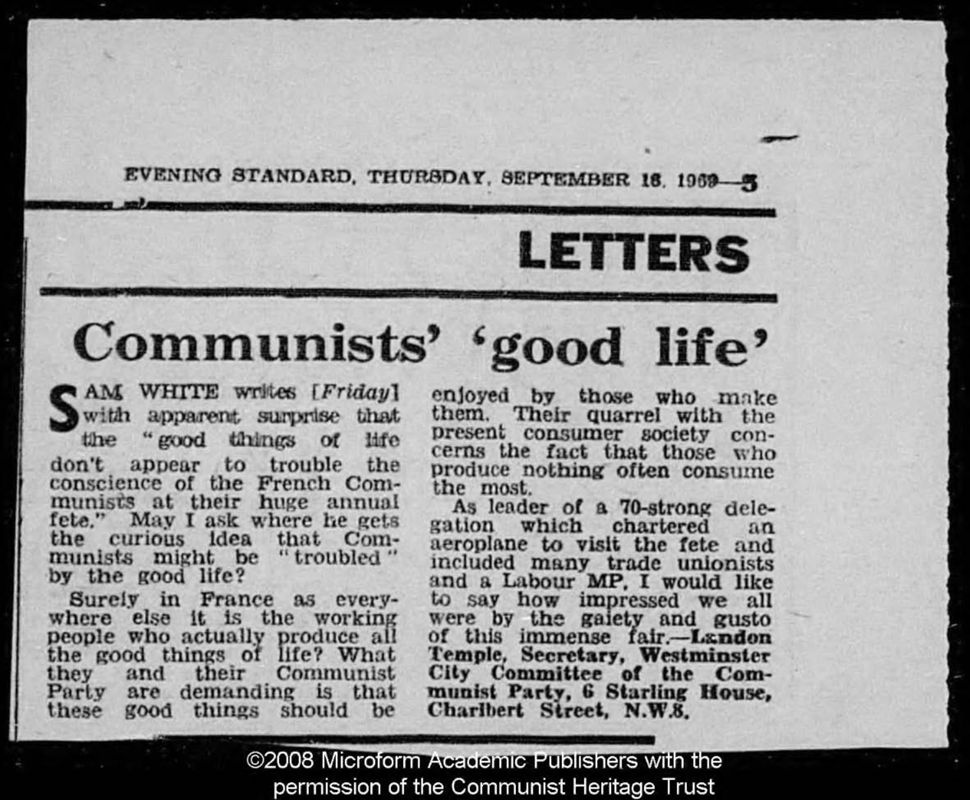 EVENING STANDARD, THURSDAY, SEPTEMBER 18, 1969—5
LETTERS
Communists' 'good life'
SAM WHITE writes [Friday]
with apparent surprise that
the "good things of life
don't appear to trouble the
conscience of the French Com-
munists at their huge annual
fete." May I ask where he gets
the curious idea that Com-
munists might be "troubled"
by the good life?
Surely in France as every-
where else it is the working
people who actually produce all
the good things of life? What
they and their Communist
Party are demanding is that
these good things should be
enjoyed by those who make
them. Their quarrel with the
present consumer society con-
cerns the fact that those who
produce nothing often consume
the most.
As leader of a 70-strong dele-
gation which chartered an
aeroplane to visit the fete and
included many trade unionists
and a Labour MP, I would like
to say how impressed we all
were by the gaiety and gusto
of this immense fair.—Landon
Temple, Secretary, Westminster
City Committee of the Com-
munist Party, 6 Starling House,
Charlbert Street, N.W.8.
©2008 Microform Academic Publishers with the
permission of the Communist Heritage Trust